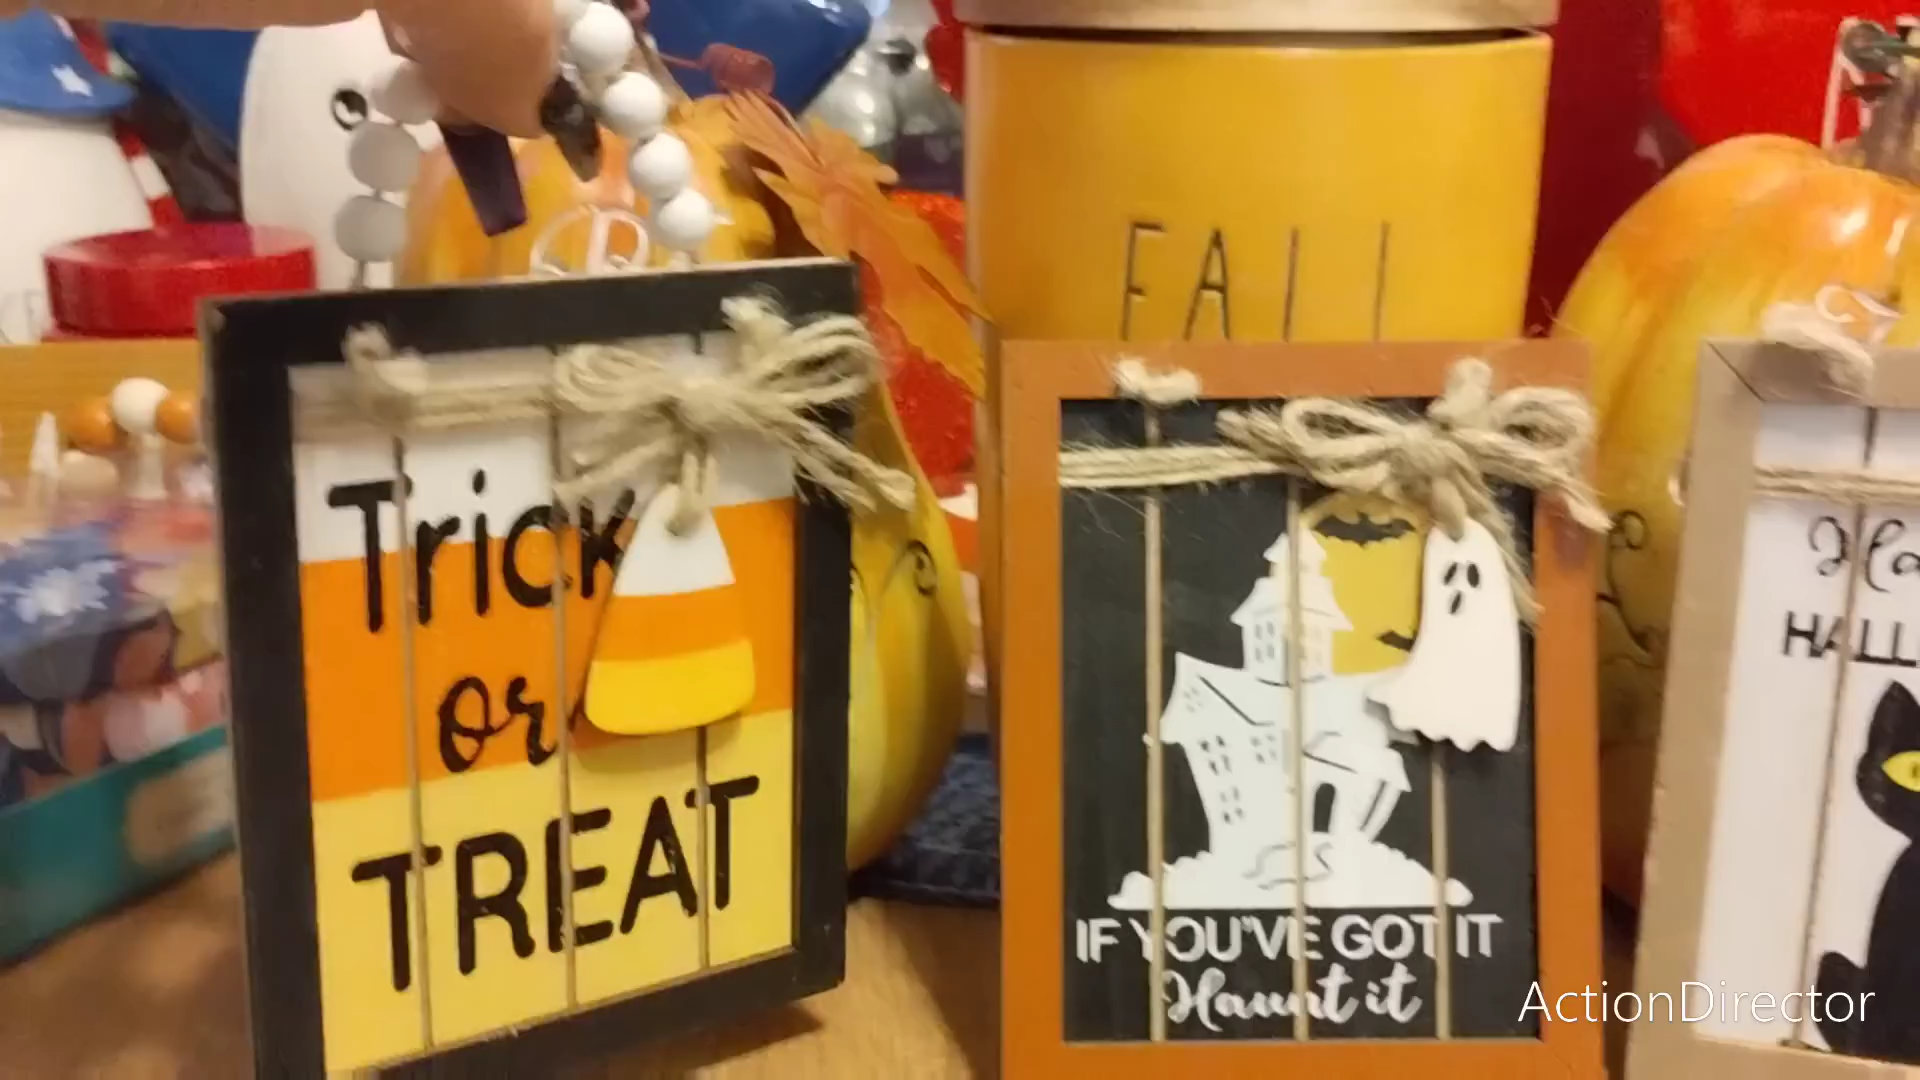 FALL
Trick
or
TREAT
IF YOU'VE GOT IT
Haunt it
ActionDirector